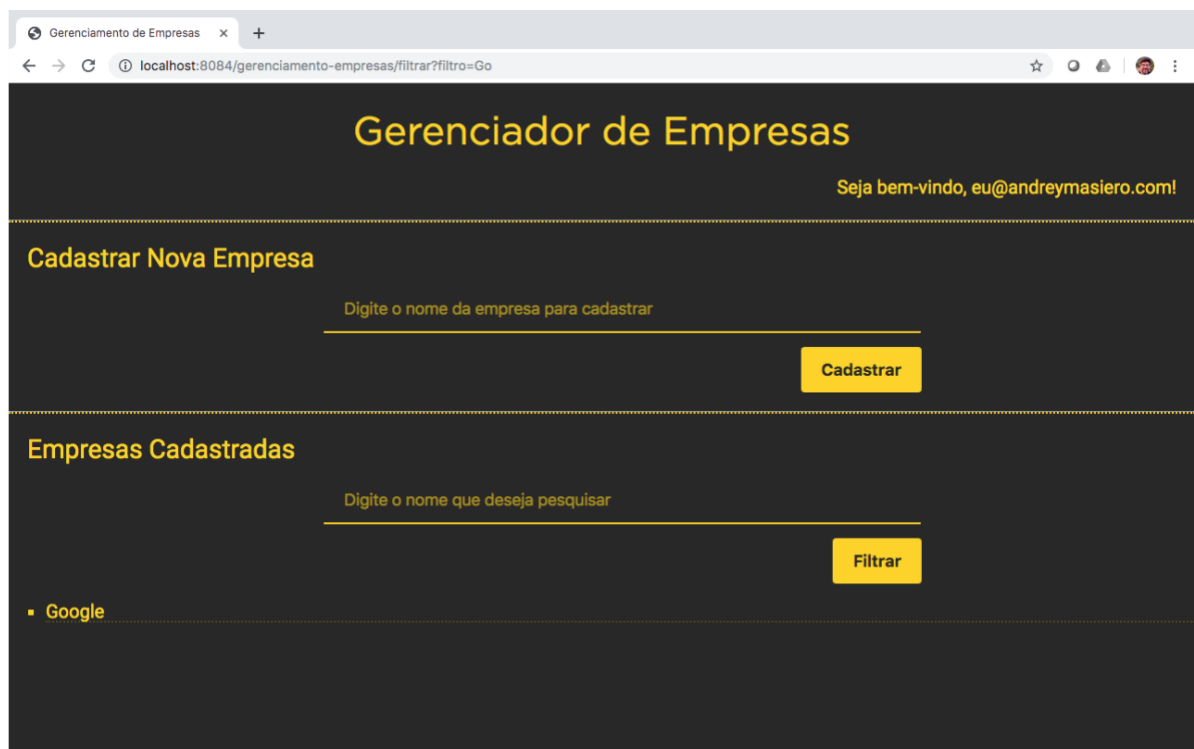 Gerenciamento de Empresas
localhost:8084/gerenciamento-empresas/filtrar?filtro=Go
Gerenciador de Empresas
Seja bem-vindo, eu@andreymasiero.com!
Cadastrar Nova Empresa
Digite o nome da empresa para cadastrar
Cadastrar
Empresas Cadastradas
Digite o nome que deseja pesquisar
Filtrar
Google